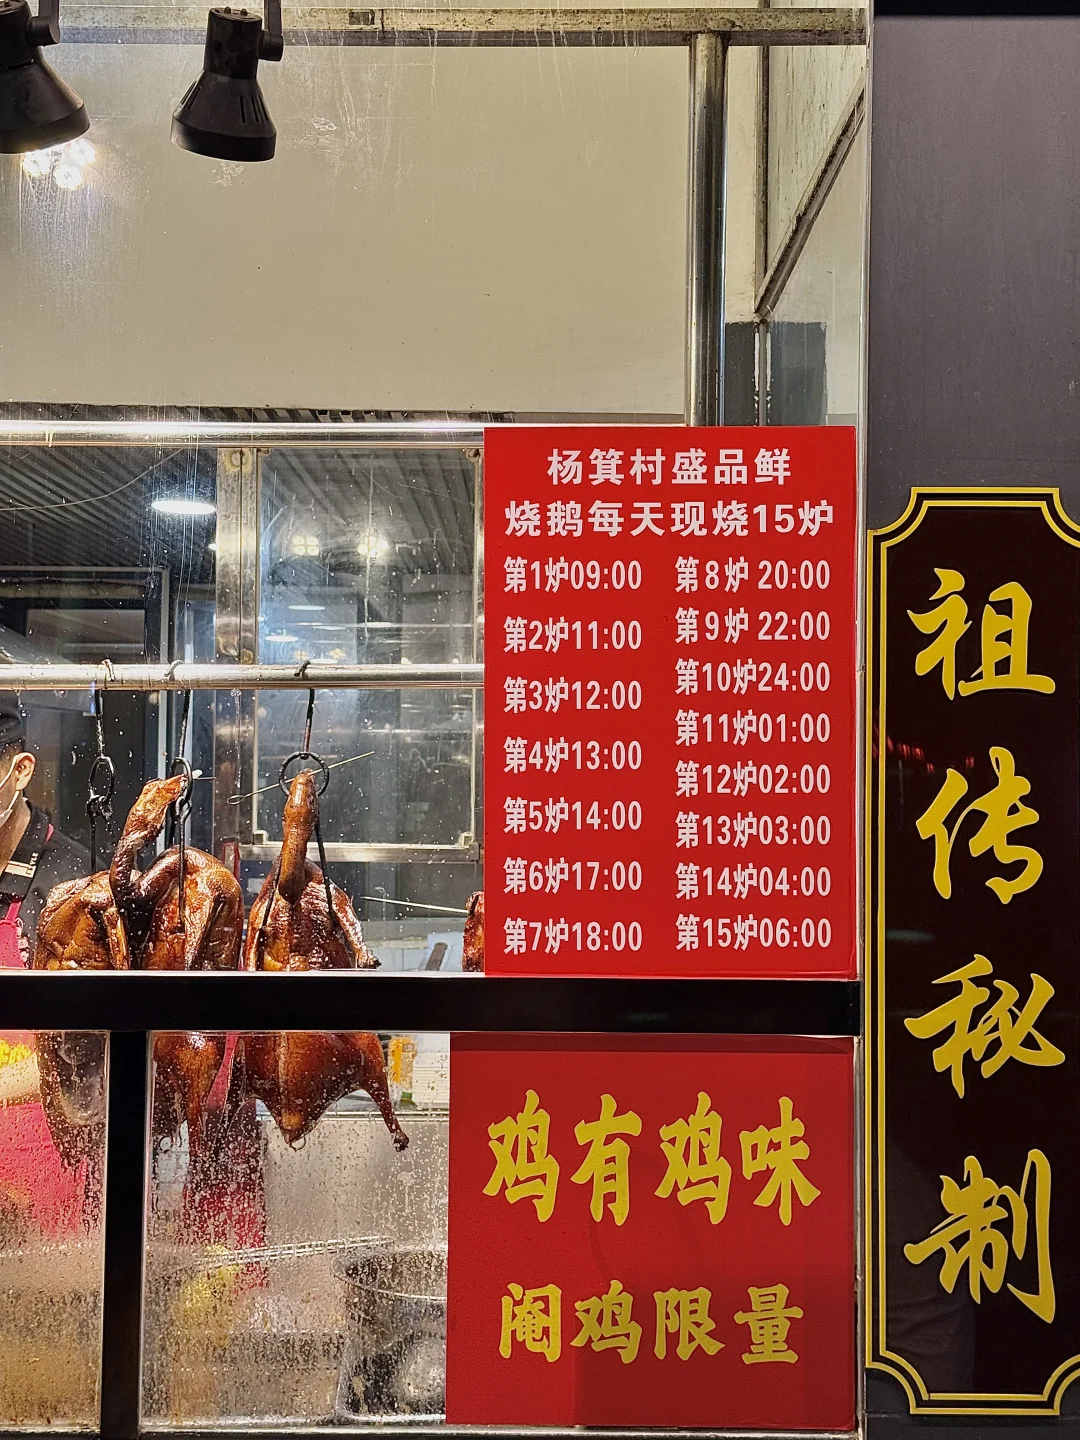 杨箕村盛品鲜
烧鹅每天现烧15炉
第1炉09:00
第2炉11:00
第3炉12:00
第4炉13:00
第5炉14:00
第6炉17:00
第7炉18:00
第8炉 20:00
第9炉 22:00
第10炉24:00
第11炉01:00
第12炉02:00
第13炉03:00
第14炉04:00
第15炉06:00
鸡有鸡味
阉鸡限量
祖传秘制